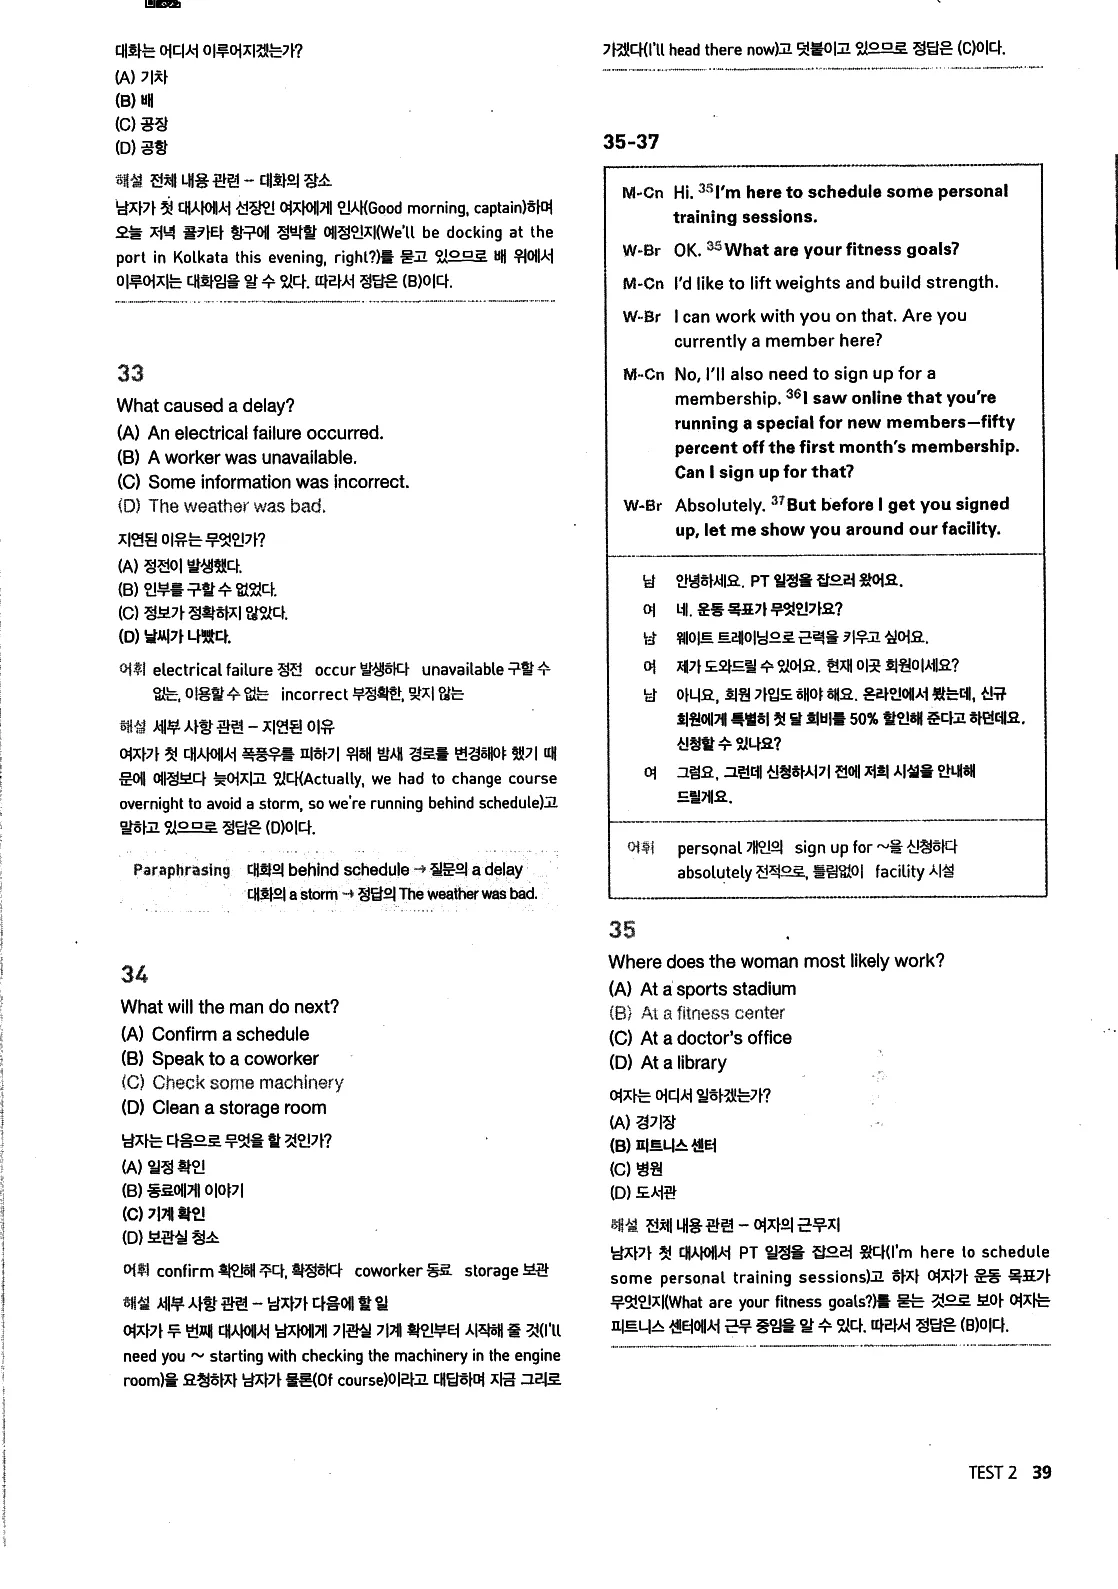 대화는 어디서 이루어지겠는가?
(A) 기차
(B) 배
(C) 공장
(D) 공항
해설 전체 내용 관련 – 대화의 장소
남자가 첫 대사에서 선장인 여자에게 인사(Good morning, captain)하며
오늘 저녁 콜카타 항구에 정박할 예정인지(We'll be docking at the
port in Kolkata this evening, right?)를 묻고 있으므로 배 위에서
이루어지는 대화임을 알 수 있다. 따라서 정답은 (B)이다.
33
What caused a delay?
(A) An electrical failure occurred.
(B) A worker was unavailable.
(C) Some information was incorrect.
(D) The weather was bad.
지연된 이유는 무엇인가?
(A) 정전이 발생했다.
(B) 인부를 구할 수 없었다.
(C) 정보가 정확하지 않았다.
(D) 날씨가 나빴다.
어휘 electrical failure 정전 occur 발생하다 unavailable 구할 수
없는, 이용할 수 없는 incorrect 부정확한, 맞지 않는
해설 세부 사항 관련 – 지연된 이유
여자가 첫 대사에서 폭풍우를 피하기 위해 밤새 경로를 변경해야 했기 때
문에 예정보다 늦어지고 있다(Actually, we had to change course
overnight to avoid a storm, so we're running behind schedule)고
말하고 있으므로 정답은 (D)이다.
Paraphrasing 대화의 behind schedule → 질문의 a delay
대화의 a storm → 정답의 The weather was bad.
34
What will the man do next?
(A) Confirm a schedule
(B) Speak to a coworker
(C) Check some machinery
(D) Clean a storage room
남자는 다음으로 무엇을 할 것인가?
(A) 일정 확인
(B) 동료에게 이야기
(C) 기계 확인
(D) 보관실 청소
어휘 confirm 확인해 주다, 확정하다 coworker 동료 storage 보관
해설 세부 사항 관련 – 남자가 다음에 할 일
여자가 두 번째 대사에서 남자에게 기관실 기계 확인부터 시작해 줄 것(I'll
need you ~ starting with checking the machinery in the engine
room)을 요청하자 남자가 물론(Of course)이라고 대답하며 지금 그리로
가겠다(I'll head there now)고 덧붙이고 있으므로 정답은 (C)이다.
35-37
M-Cn Hi. 35I'm here to schedule some personal
training sessions.
W-Br OK. 35What are your fitness goals?
M-Cn I'd like to lift weights and build strength.
W-Br I can work with you on that. Are you
currently a member here?
M-Cn No, I'll also need to sign up for a
membership. 36I saw online that you're
running a special for new members—fifty
percent off the first month's membership.
Can I sign up for that?
W-Br Absolutely. 37But before I get you signed
up, let me show you around our facility.
남 안녕하세요. PT 일정을 잡으러 왔어요.
여 네. 운동 목표가 무엇인가요?
남 웨이트 트레이닝으로 근력을 키우고 싶어요.
여 제가 도와드릴 수 있어요. 현재 이곳 회원이세요?
남 아니요, 회원 가입도 해야 해요. 온라인에서 봤는데, 신규
회원에게 특별히 첫 달 회비를 50% 할인해 준다고 하던데요.
신청할 수 있나요?
여 그럼요, 그런데 신청하시기 전에 저희 시설을 안내해
드릴게요.
어휘 personal 개인의 sign up for ~을 신청하다
absolutely 전적으로, 틀림없이 facility 시설
35
Where does the woman most likely work?
(A) At a sports stadium
(B) At a fitness center
(C) At a doctor's office
(D) At a library
여자는 어디서 일하겠는가?
(A) 경기장
(B) 피트니스 센터
(C) 병원
(D) 도서관
해설 전체 내용 관련 – 여자의 근무지
남자가 첫 대사에서 PT 일정을 잡으러 왔다(I'm here to schedule
some personal training sessions)고 하자 여자가 운동 목표가
무엇인지(What are your fitness goals?)를 묻는 것으로 보아 여자는
피트니스 센터에서 근무 중임을 알 수 있다. 따라서 정답은 (B)이다.
TEST 2 39